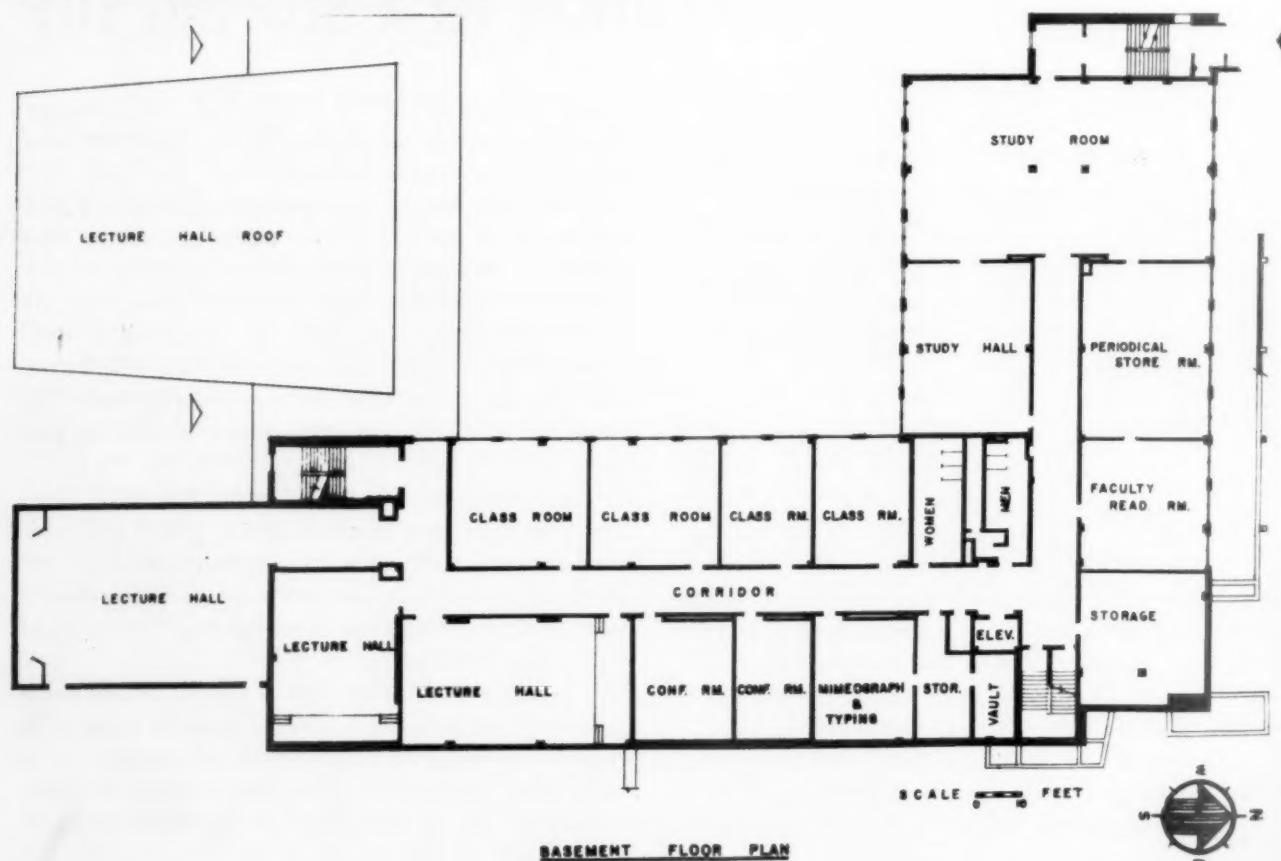 STUDY ROOM
LECTURE HALL ROOF
STUDY HALL
PERIODICAL
STORE RM.
CLASS ROOM
CLASS ROOM
CLASS RM.
CLASS RM.
WOMEN
MEN
FACULTY
READ. RM.
CORRIDOR
LECTURE HALL
LECTURE HALL
LECTURE HALL
CONF. RM.
CONF. RM.
MIMEOGRAPH
&
TYPING
STOR.
ELEV.
VAULT
STORAGE
SCALE 0 10 FEET
W
S
N
BASEMENT FLOOR PLAN